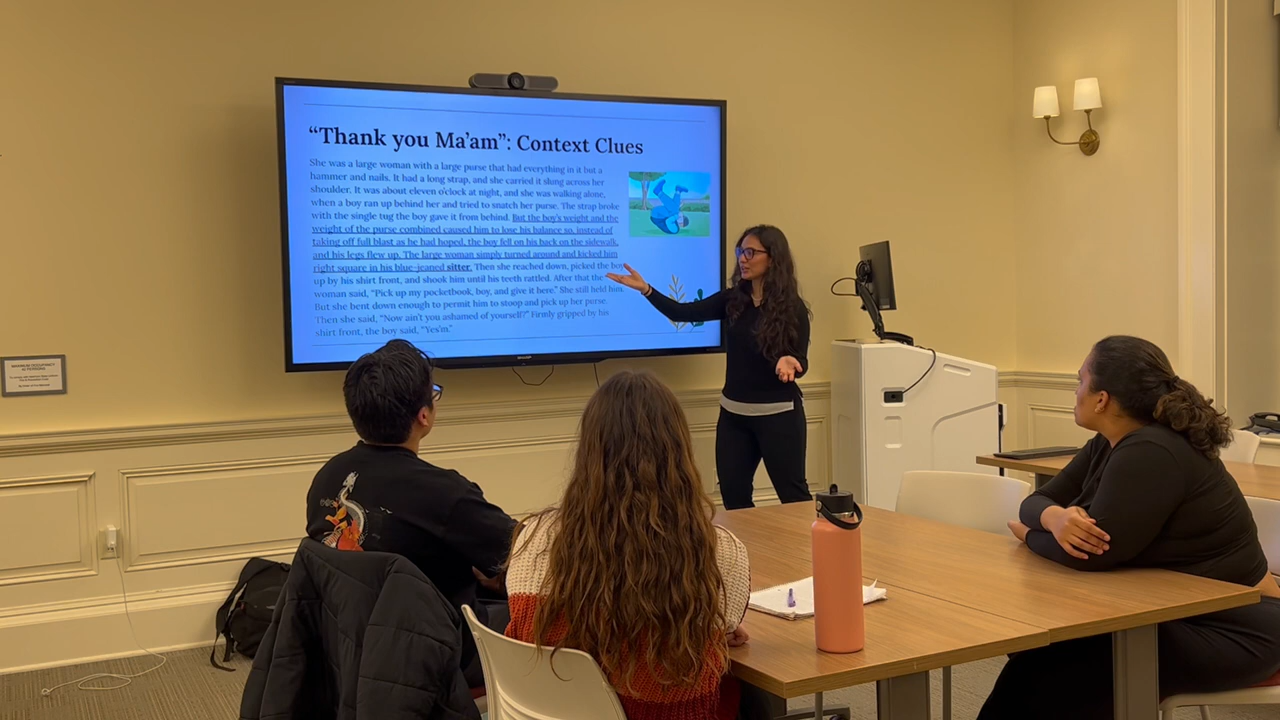 “Thank you Ma’am”: Context Clues
She was a large woman with a large purse that had everything in it but a
hammer and nails. It had a long strap, and she carried it slung across her
shoulder. It was about eleven o’clock at night, and she was walking alone,
when a boy ran up behind her and tried to snatch her purse. The strap broke
with the single tug the boy gave it from behind. But the boy’s weight and the
weight of the purse combined caused him to lose his balance so, instead of
taking off full blast as he had hoped, the boy fell on his back on the sidewalk,
and his legs flew up. The large woman simply turned around and kicked him
right square in his blue-jeaned sitter. Then she reached down, picked the boy
up by his shirt front, and shook him until his teeth rattled. After that the
woman said, “Pick up my pocketbook, boy, and give it here.” She still held him.
But she bent down enough to permit him to stoop and pick up her purse.
Then she said, “Now ain’t you ashamed of yourself?” Firmly gripped by his
shirt front, the boy said, “Yes’m.”
MAXIMUM OCCUPANCY